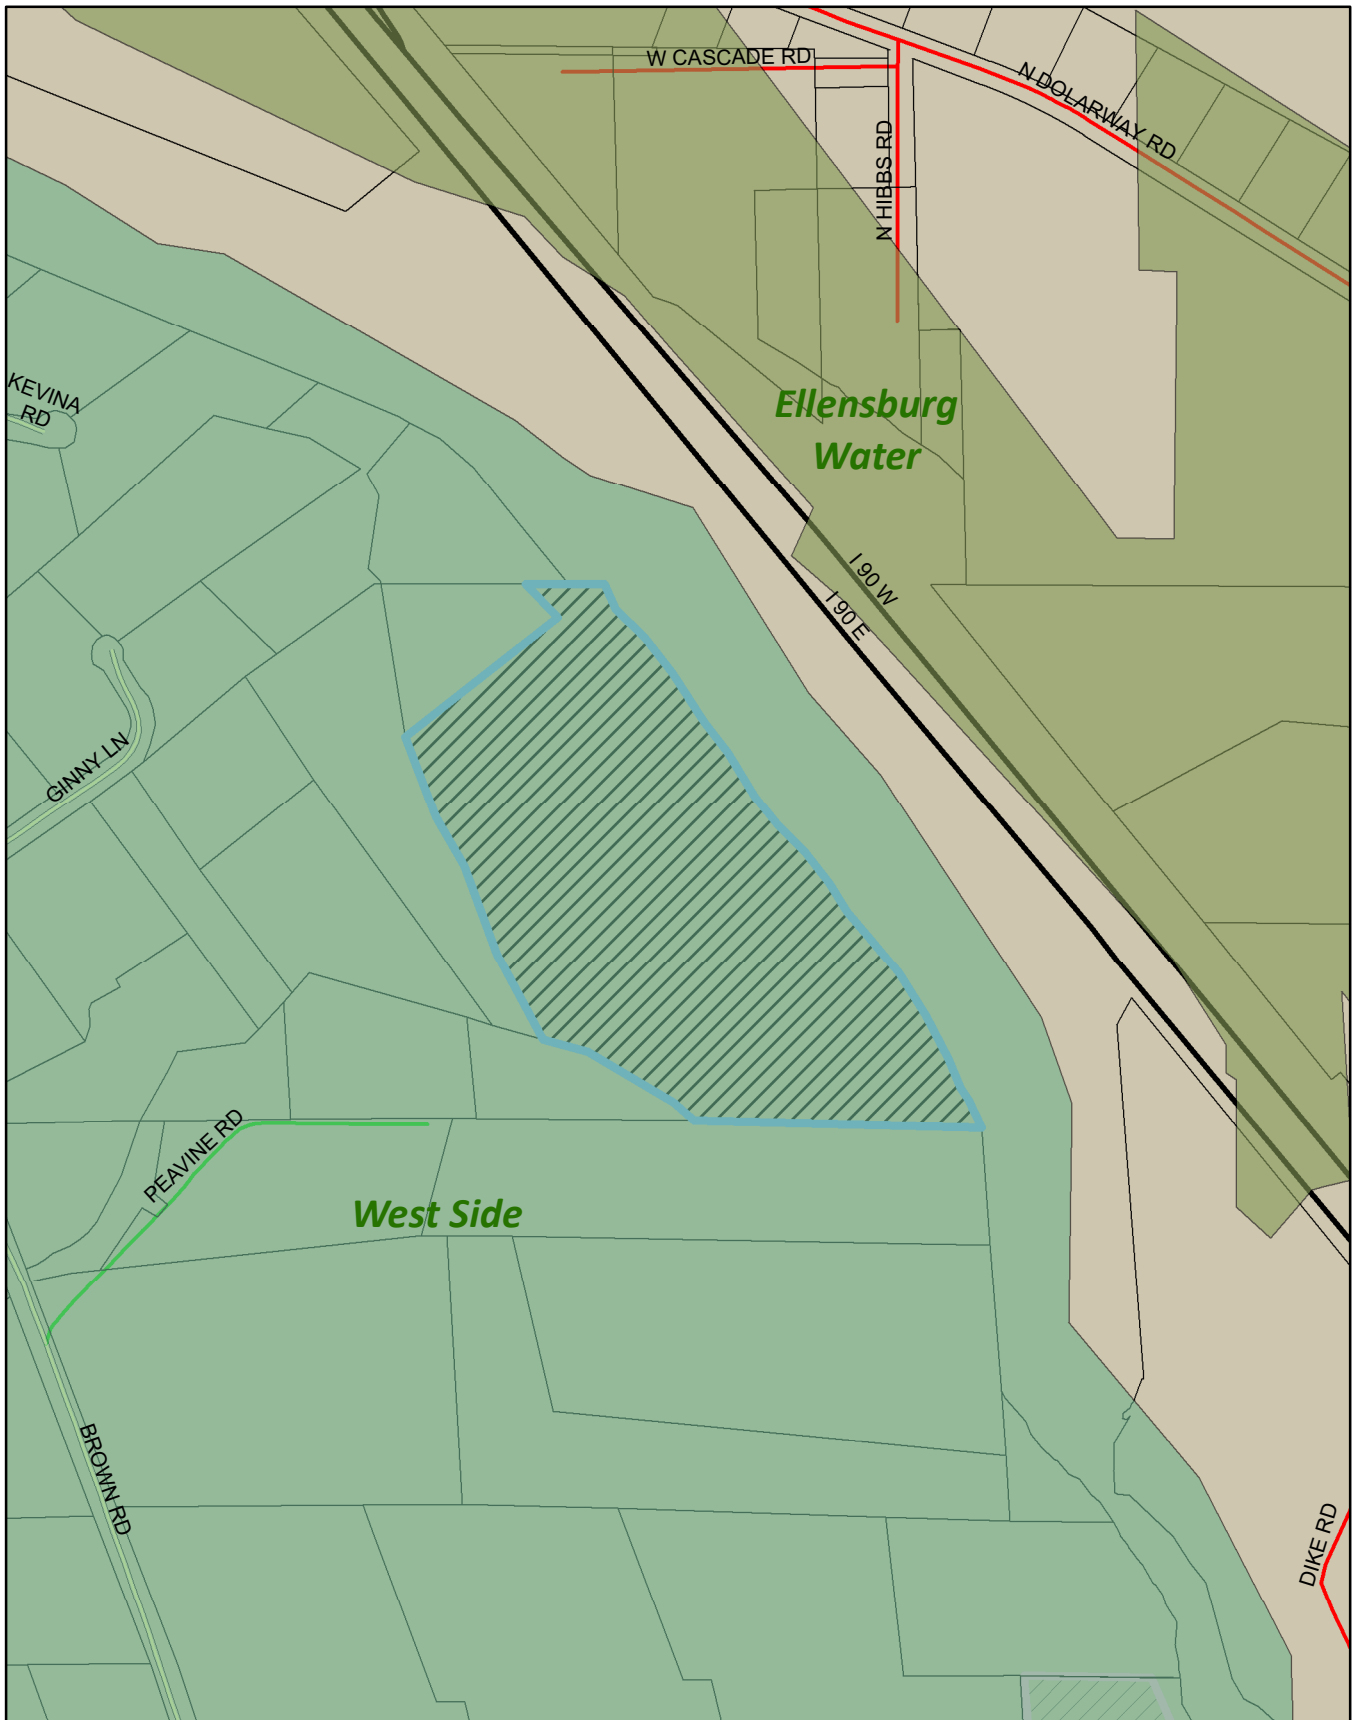 W CASCADE RD
N DOLARWAY RD
N HIBBS RD
KEVINA
RD
Ellensburg
Water
I 90 W
I 90 E
GINNY LN
PEAVINE RD
West Side
BROWN RD
DIKE RD